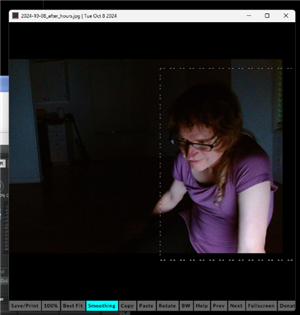 2024-10-08_after_hours.jpg | Tue Oct 8 2024
Save/Print 100% Best Fit Smoothing Copy Paste Rotate BW Help Prev Next Fullscreen Donat